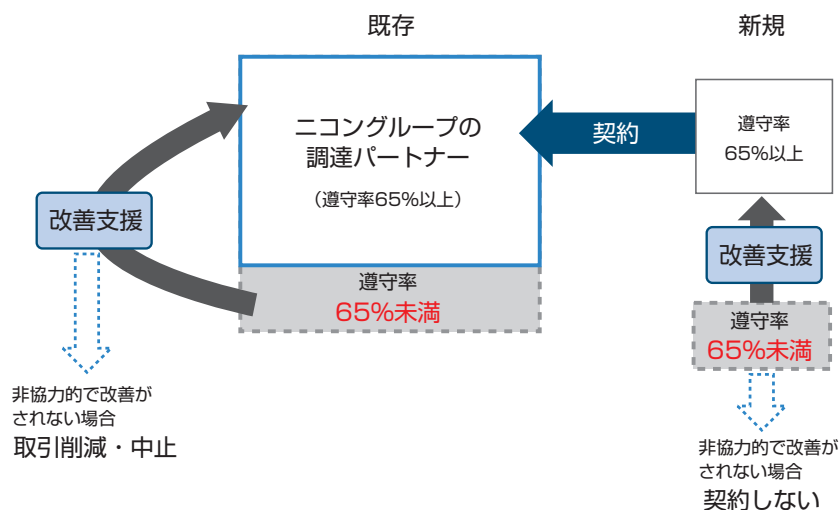 既存
新規
ニコングループの
調達パートナー
(遵守率65%以上)
契約
遵守率
65%以上
改善支援
改善支援
遵守率
65%未満
遵守率
65%未満
非協力的で改善が
されない場合
取引削減・中止
非協力的で改善が
されない場合
契約しない